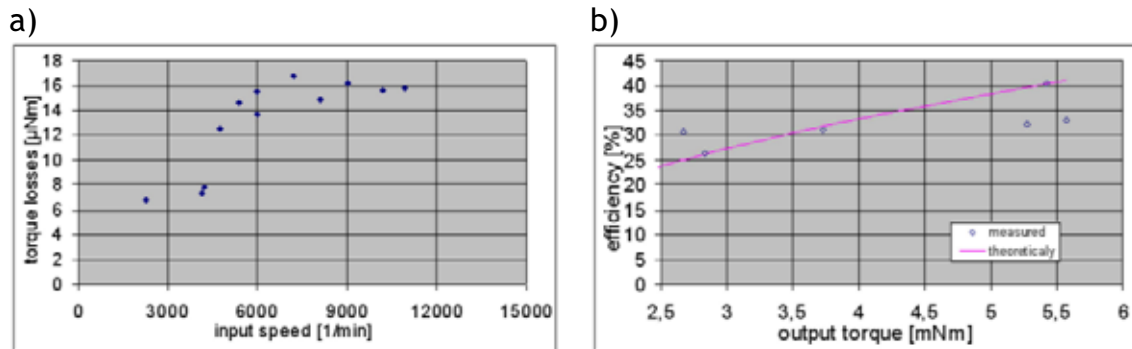 a)
18
16
14
12
10
8
6
4
2
0
torque losses [µNm]
0 3000 6000 9000 12000 15000
input speed [1/min]
b)
45
40
35
30
25
20
15
10
5
0
efficiency [%]
measured
theoreticaly
2,5 3 3,5 4 4,5 5 5,5 6
output torque [mNm]